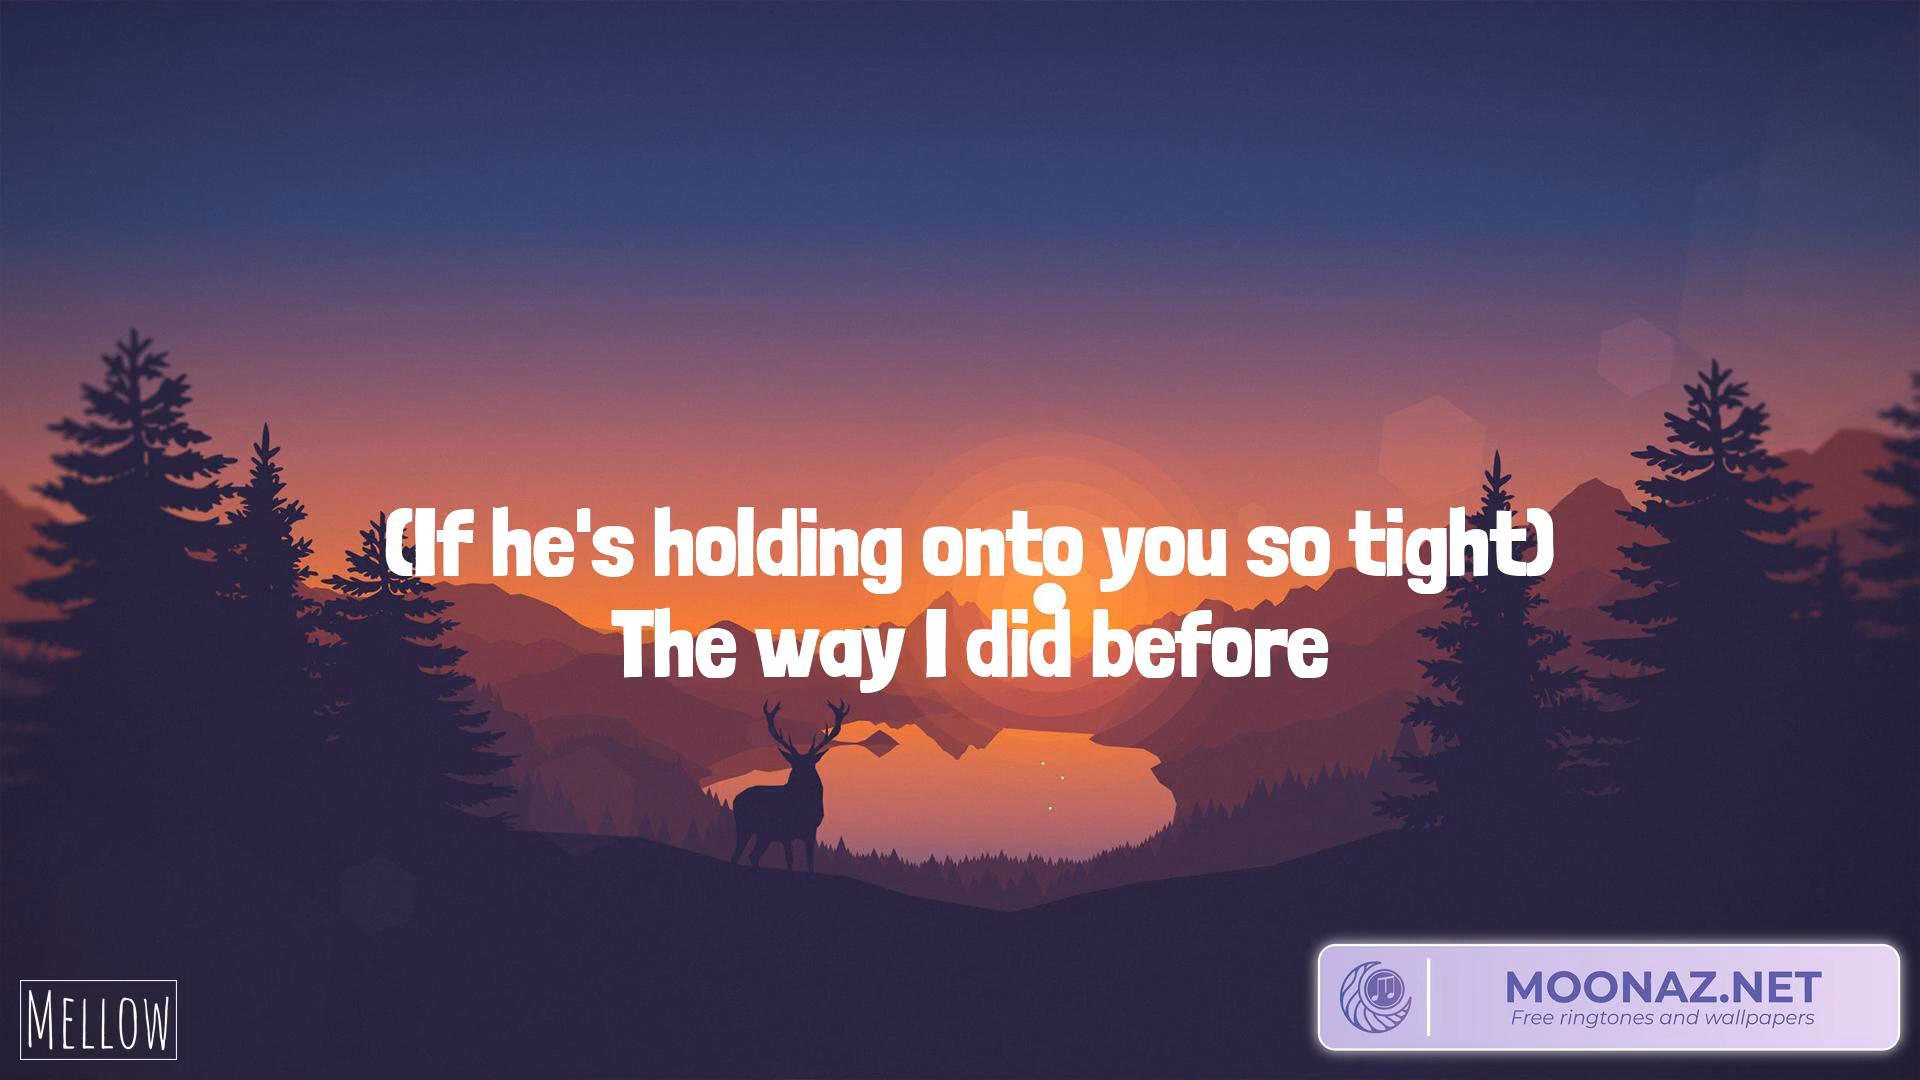 (If he's holding onto you so tight)
The way I did before
MELLOW
MOONAZ.NET
Free ringtones and wallpapers